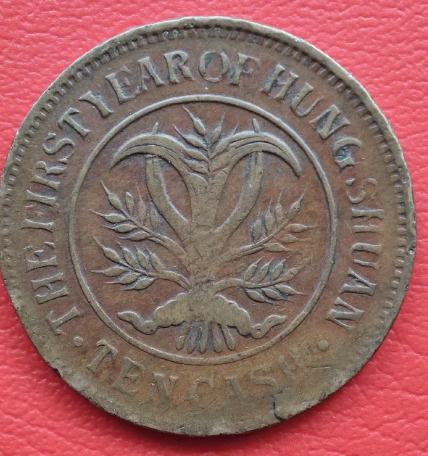 THE FIRST YEAR OF HUNG SHUAN
TEN CASH